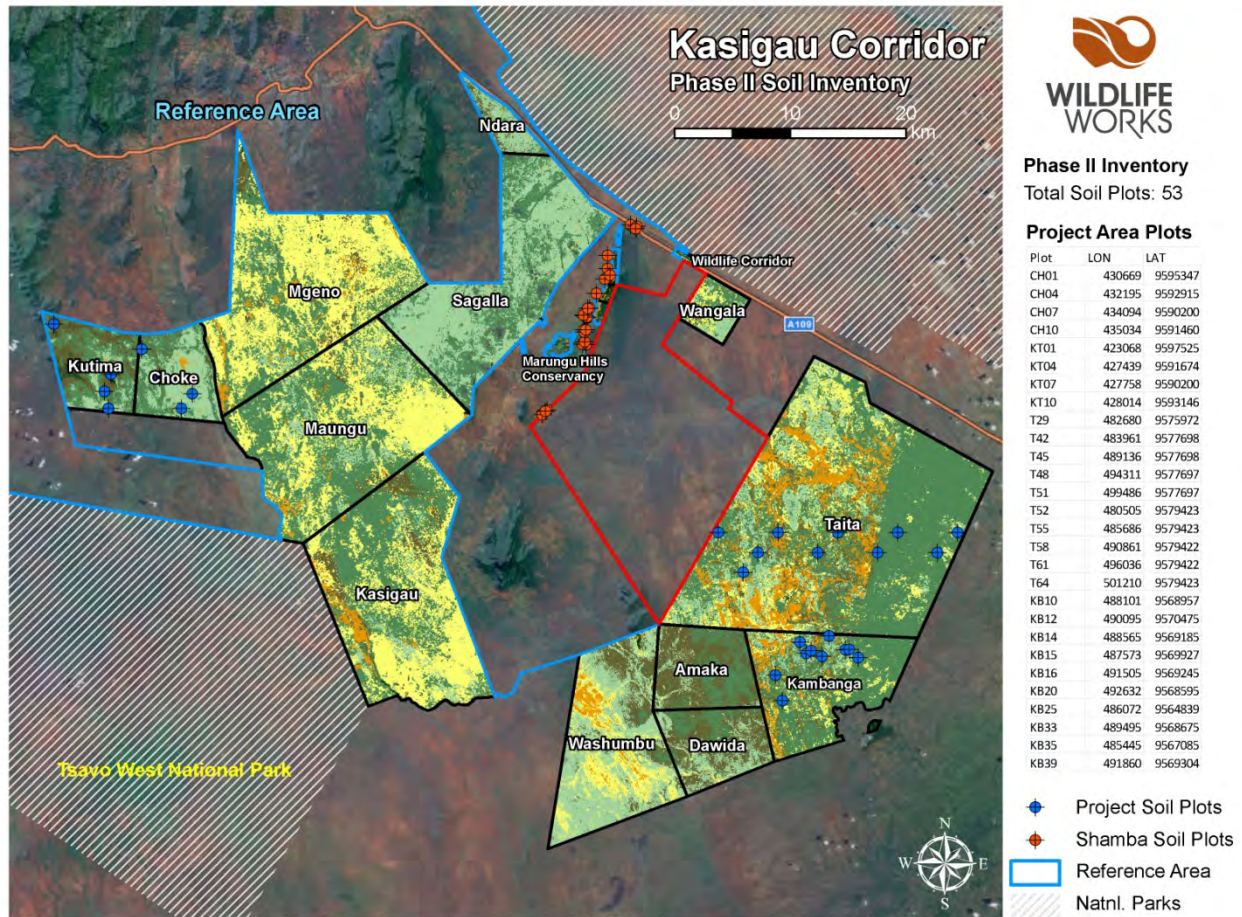 Kasigau Corridor
Phase II Soil Inventory
0 10 20
km
Reference Area
Ndara
Mgeno
Sagalla
Wildlife Corridor
Wangala
A109
Kutima
Choke
Marungu Hills
Conservancy
Maungu
Taita
Kasigau
Amaka
Kambanga
Washumbu
Dawida
Tsavo West National Park
N
W E
S
WILDLIFE
WORKS
Phase II Inventory
Total Soil Plots: 53
Project Area Plots
Plot LON LAT
CH01 430669 9595347
CH04 432195 9592915
CH07 434094 9590200
CH10 435034 9591460
KT01 423068 9597525
KT04 427439 9591674
KT07 427758 9590200
KT10 428014 9593146
T29 482680 9575972
T42 483961 9577698
T45 489136 9577698
T48 494311 9577697
T51 499486 9577697
T52 480505 9579423
T55 485686 9579423
T58 490861 9579422
T61 496036 9579422
T64 501210 9579423
KB10 488101 9568957
KB12 490095 9570475
KB14 488565 9569185
KB15 487573 9569927
KB16 491505 9569245
KB20 492632 9568595
KB25 486072 9564839
KB33 489495 9568675
KB35 485445 9567085
KB39 491860 9569304
Project Soil Plots
Shamba Soil Plots
Reference Area
Natnl. Parks